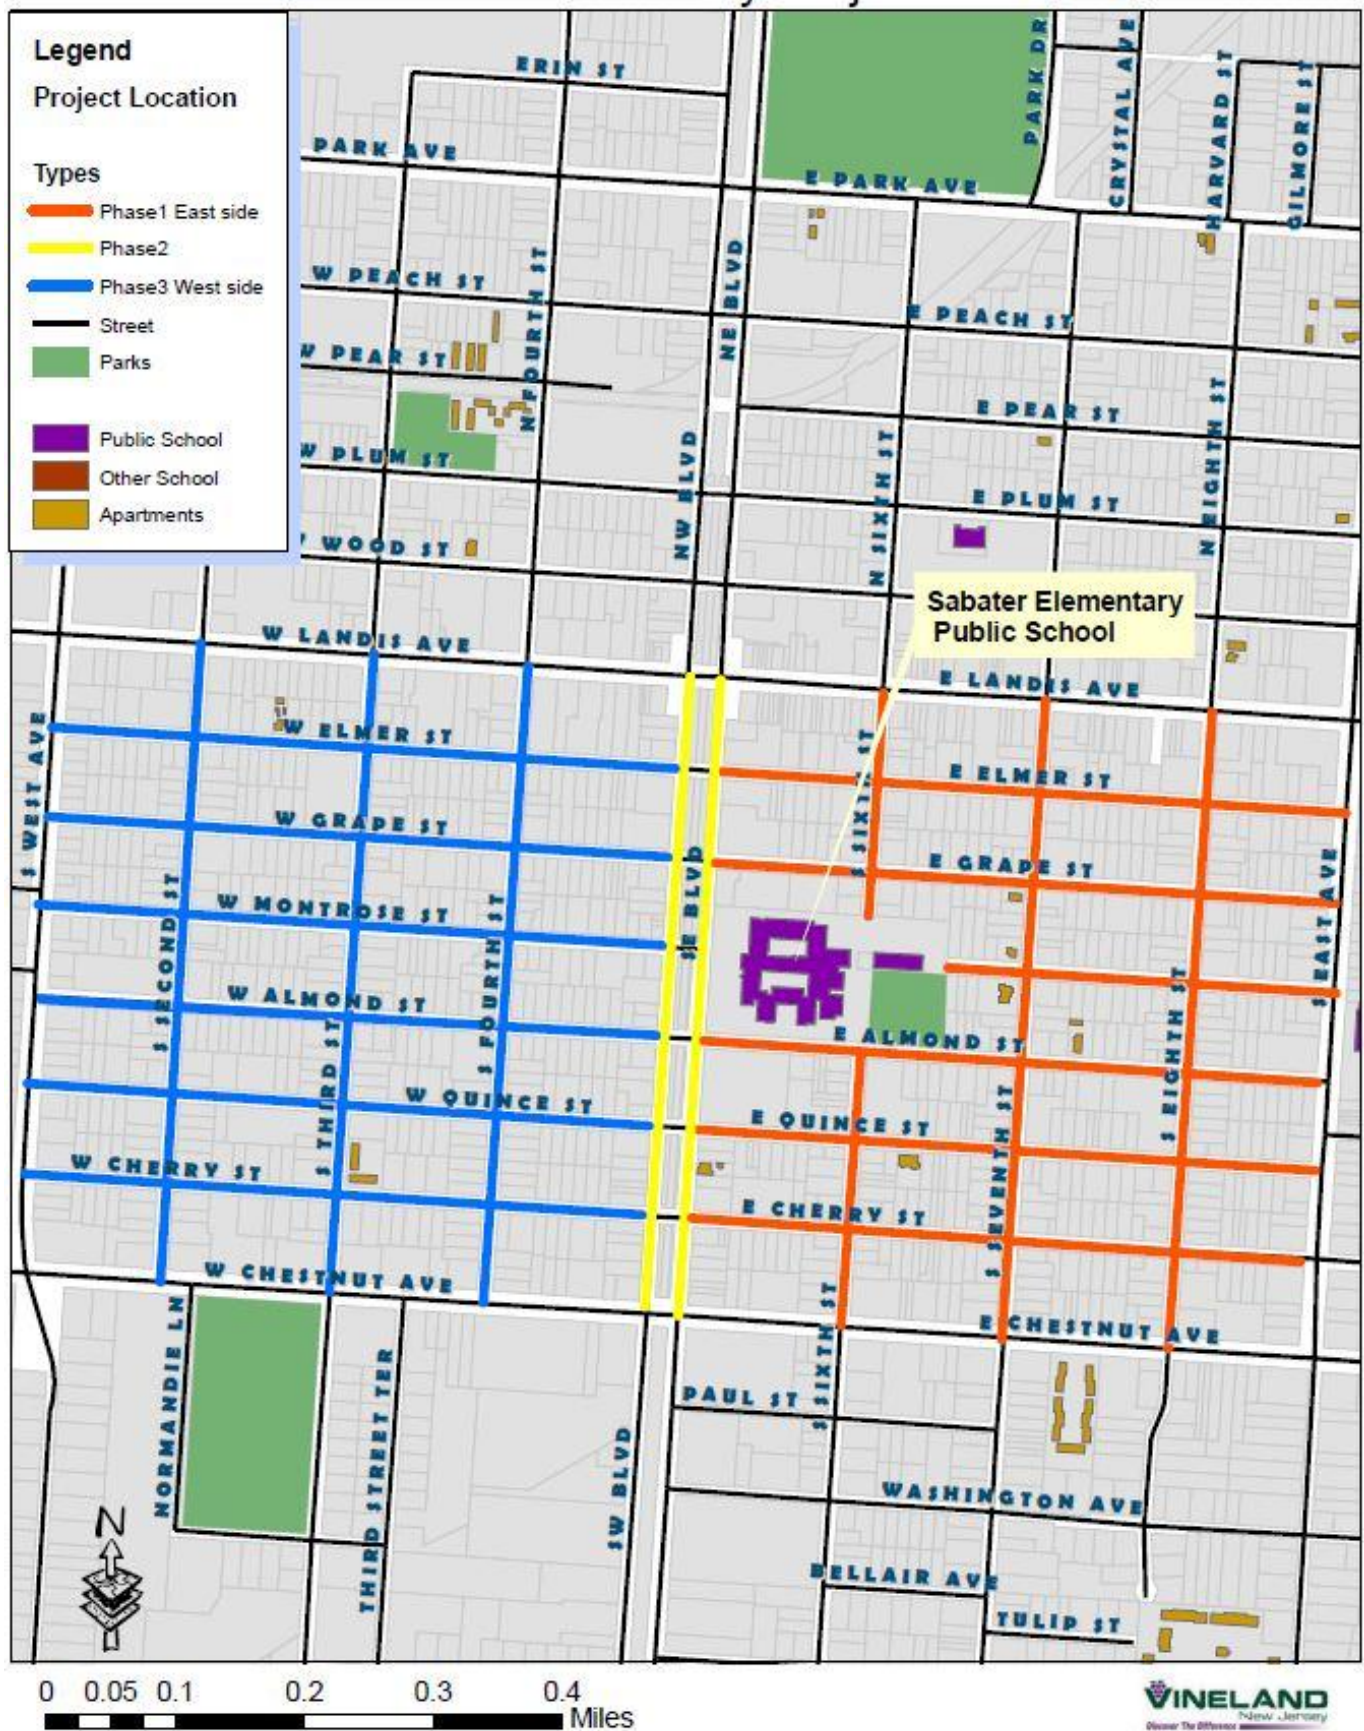 Legend
Project Location
Types
Phase1 East side
Phase2
Phase3 West side
Street
Parks
Public School
Other School
Apartments
ERIN ST
PARK AVE
E PARK AVE
PARK DR
CRYSTAL AVE
HARVARD ST
GILMORE ST
W PEACH ST
N FOURTH ST
NE BLVD
E PEACH ST
W PEAR ST
E PEAR ST
N EIGHTH ST
W PLUM ST
NW BLVD
N SIXTH ST
E PLUM ST
WOOD ST
Sabater Elementary
Public School
W LANDIS AVE
E LANDIS AVE
S WEST AVE
W ELMER ST
S SIXTH ST
E ELMER ST
W GRAPE ST
E GRAPE ST
S SECOND ST
W MONTROSE ST
S FOURTH ST
SE BLVD
S EAST AVE
W ALMOND ST
E ALMOND ST
S THIRD ST
S EIGHTH ST
W QUINCE ST
E QUINCE ST
S SEVENTH ST
W CHERRY ST
E CHERRY ST
W CHESTNUT AVE
E CHESTNUT AVE
NORMANDIE LN
THIRD STREET TER
S SIXTH ST
PAUL ST
SW BLVD
WASHINGTON AVE
BELLAIR AVE
TULIP ST
N
0 0.05 0.1 0.2 0.3 0.4
Miles
VINELAND
New Jersey
Discover The Difference